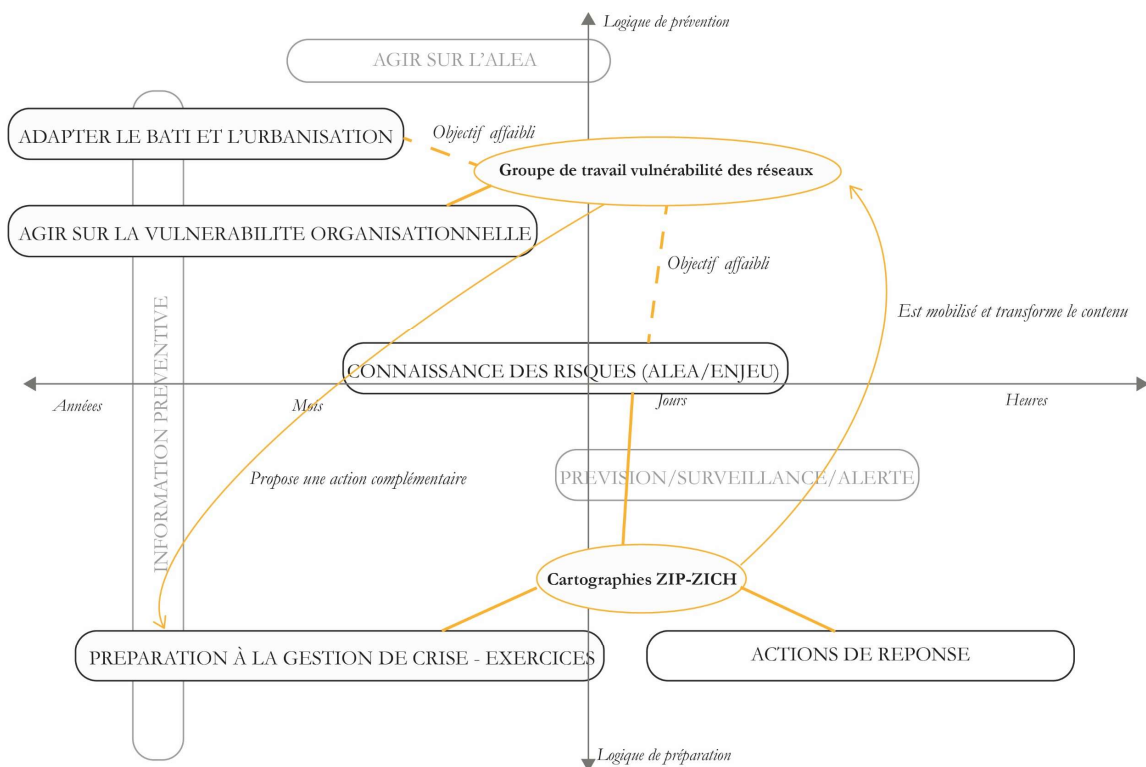 Logique de prévention
AGIR SUR L'ALEA
ADAPTER LE BATI ET L'URBANISATION
Objectif affaibli
Groupe de travail vulnérabilité des réseaux
AGIR SUR LA VULNERABILITE ORGANISATIONNELLE
Objectif affaibli
INFORMATION PREVENTIVE
Est mobilisé et transforme le contenu
CONNAISSANCE DES RISQUES (ALEA/ENJEU)
Annéees
Mois
Jours
Heures
Propose une action complémentaire
PREVISION/SURVEILLANCE/ALERTE
Cartographies ZIP-ZICH
PREPARATION À LA GESTION DE CRISE - EXERCICES
ACTIONS DE REPONSE
Logique de préparation